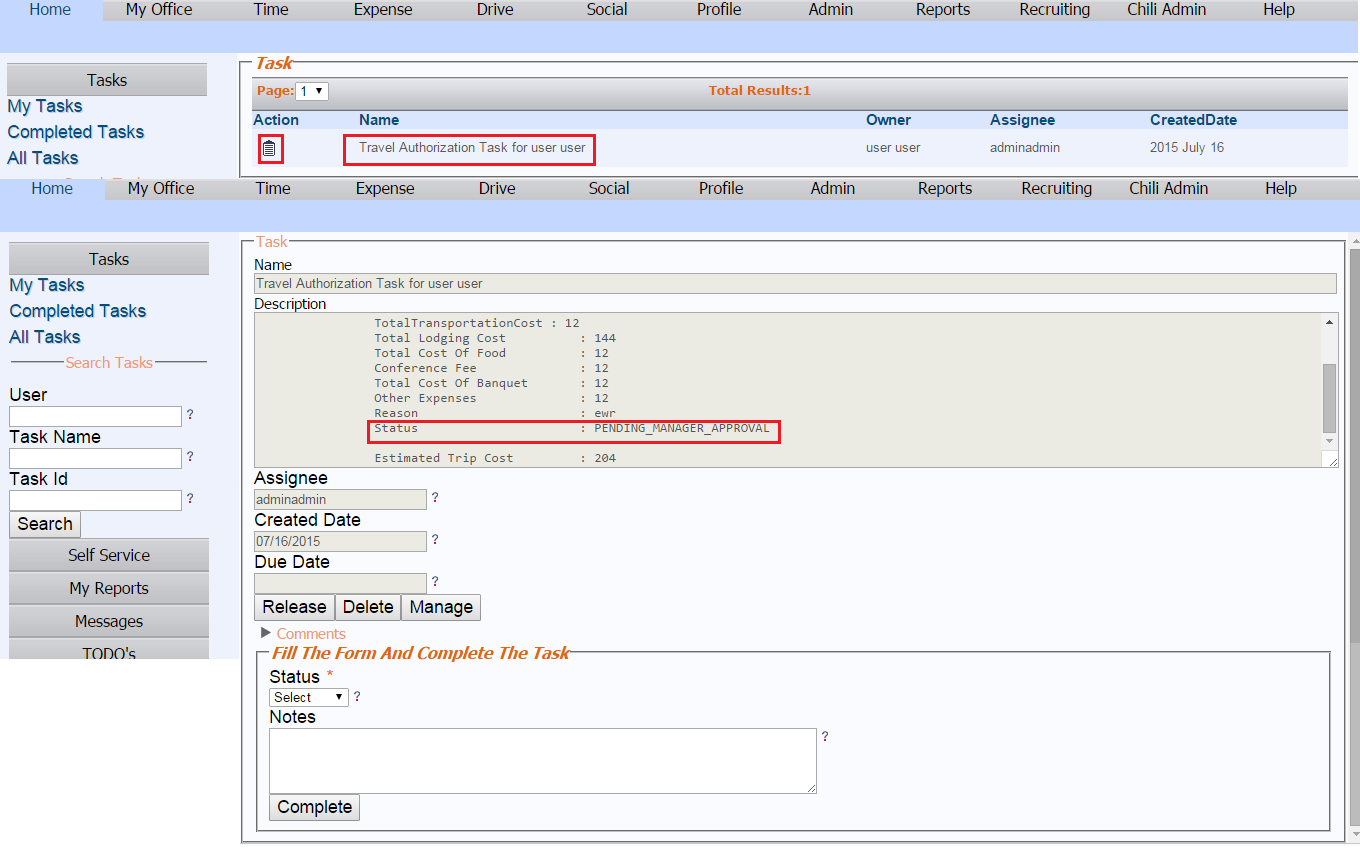 Home My Office Time Expense Drive Social Profile Admin Reports Recruiting Chili Admin Help
Tasks
My Tasks
Completed Tasks
All Tasks
Task
Page: 1 Total Results:1
Action Name Owner Assignee CreatedDate
Travel Authorization Task for user user user user adminadmin 2015 July 16
Home My Office Time Expense Drive Social Profile Admin Reports Recruiting Chili Admin Help
Tasks
My Tasks
Completed Tasks
All Tasks
Search Tasks
User
?
Task Name
?
Task Id
?
Search
Self Service
My Reports
Messages
TODO's
Task
Name
Travel Authorization Task for user user
Description
TotalTransportationCost : 12
Total Lodging Cost : 144
Total Cost Of Food : 12
Conference Fee : 12
Total Cost Of Banquet : 12
Other Expenses : 12
Reason : ewr
Status : PENDING_MANAGER_APPROVAL
Estimated Trip Cost : 204
Assignee
adminadmin ?
Created Date
07/16/2015 ?
Due Date
?
Release Delete Manage
Comments
Fill The Form And Complete The Task
Status *
Select ?
Notes
?
Complete